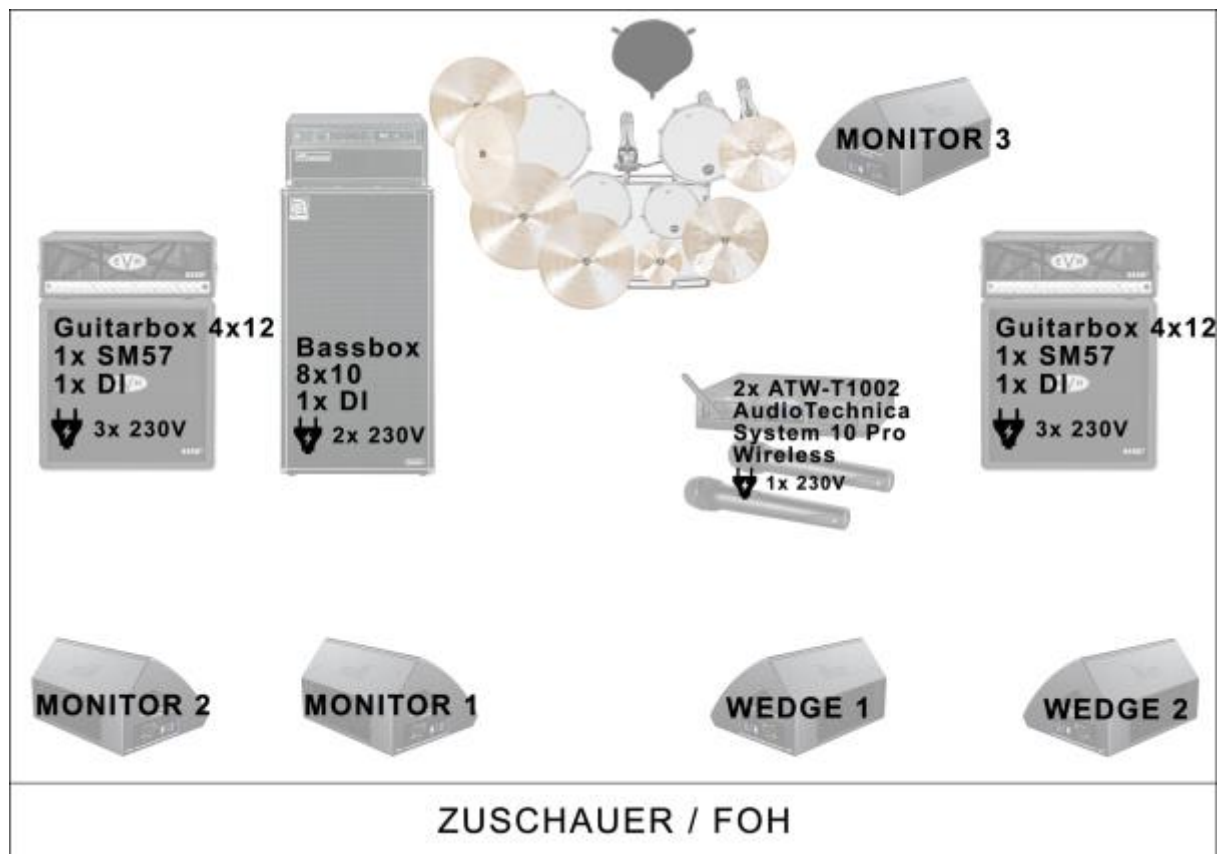 MONITOR 3
EVH
Guitarbox 4x12
1x SM57
1x DI
3x 230V
Bassbox
8x10
1x DI
2x 230V
2x ATW-T1002
AudioTechnica
System 10 Pro
Wireless
1x 230V
EVH
Guitarbox 4x12
1x SM57
1x DI
3x 230V
MONITOR 2
MONITOR 1
WEDGE 1
WEDGE 2
ZUSCHAUER / FOH